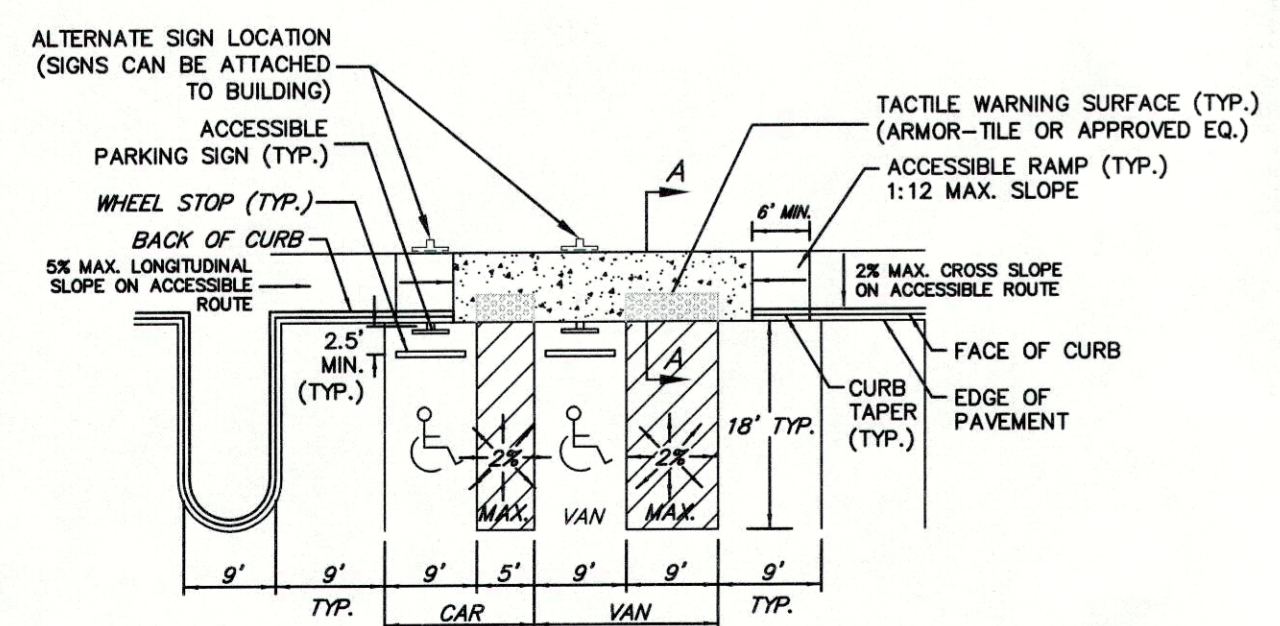 ALTERNATE SIGN LOCATION
(SIGNS CAN BE ATTACHED
TO BUILDING)
ACCESSIBLE
PARKING SIGN (TYP.)
WHEEL STOP (TYP.)
BACK OF CURB
5% MAX. LONGITUDINAL
SLOPE ON ACCESSIBLE
ROUTE
TACTILE WARNING SURFACE (TYP.)
(ARMOR-TILE OR APPROVED EQ.)
ACCESSIBLE RAMP (TYP.)
1:12 MAX. SLOPE
A
6' MIN.
2% MAX. CROSS SLOPE
ON ACCESSIBLE ROUTE
2.5'
MIN.
(TYP.)
A
FACE OF CURB
CURB
TAPER
(TYP.)
EDGE OF
PAVEMENT
18' TYP.
2%
2%
MAX.
VAN
MAX.
9'
9'
9'
5'
9'
9'
9'
TYP.
CAR
VAN
TYP.